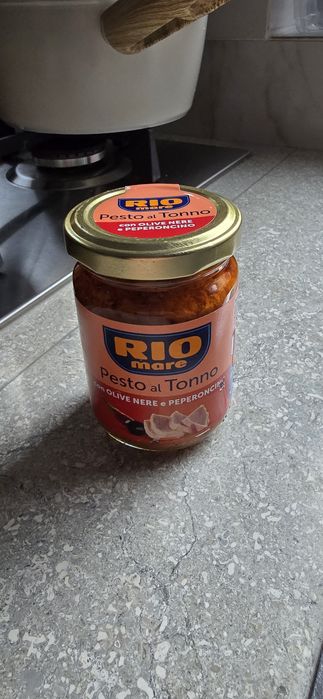 RIO
mare
Pesto al Tonno
con OLIVE NERE
e PEPERONCINO
RIO
mare
Pesto al Tonno
con OLIVE NERE e PEPERONCINO